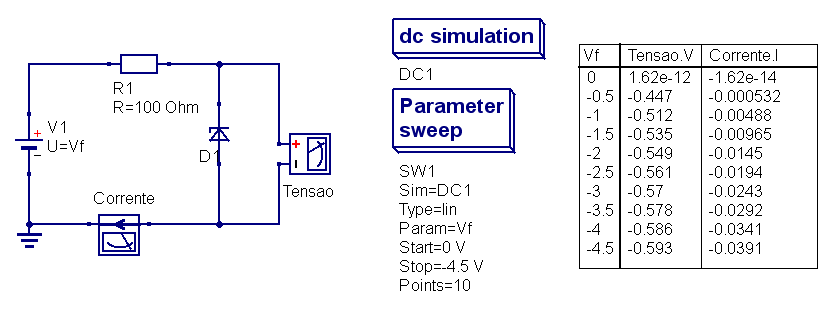 dc simulation
DC1
Parameter
sweep
SW1
Sim=DC1
Type=lin
Param=Vf
Start=0 V
Stop=-4.5 V
Points=10
R1
R=100 Ohm
V1
U=Vf
+
−
D1
+
-
Tensao
Corrente
Vf Tensao.V Corrente.I
0 1.62e-12 -1.62e-14
-0.5 -0.447 -0.000532
-1 -0.512 -0.00488
-1.5 -0.535 -0.00965
-2 -0.549 -0.0145
-2.5 -0.561 -0.0194
-3 -0.57 -0.0243
-3.5 -0.578 -0.0292
-4 -0.586 -0.0341
-4.5 -0.593 -0.0391